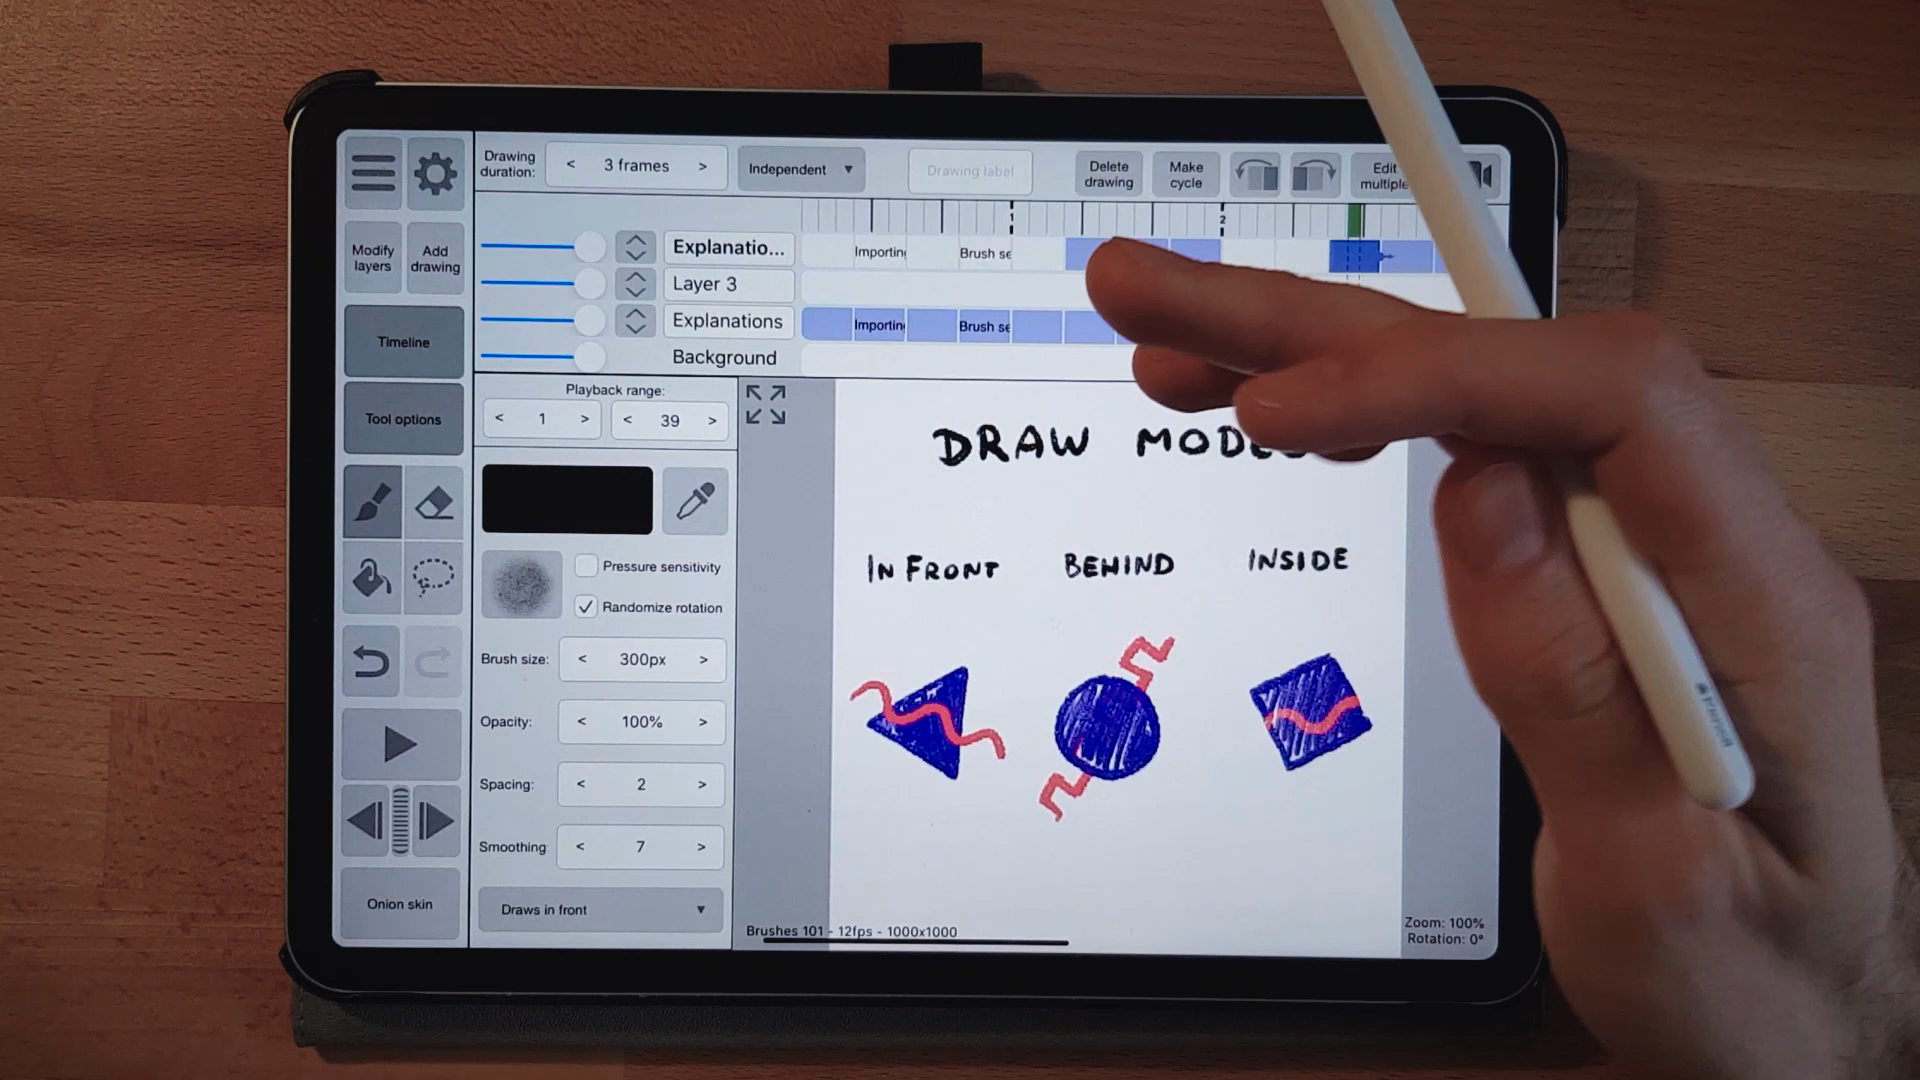 Drawing duration:
< 3 frames >
Independent
Drawing label
Delete drawing
Make cycle
Edit multiple
1
2
Modify layers
Add drawing
Explanatio...
Importing
Brush se
Layer 3
Explanations
Importing
Brush se
Background
Timeline
Tool options
Playback range:
< 1 >
< 39 >
DRAW
IN FRONT
BEHIND
INSIDE
Pressure sensitivity
Randomize rotation
Brush size:
< 300px >
Opacity:
< 100% >
Spacing:
< 2 >
Smoothing
< 7 >
Onion skin
Draws in front
Brushes 101 - 12fps - 1000x1000
Zoom: 100%
Rotation: 0°